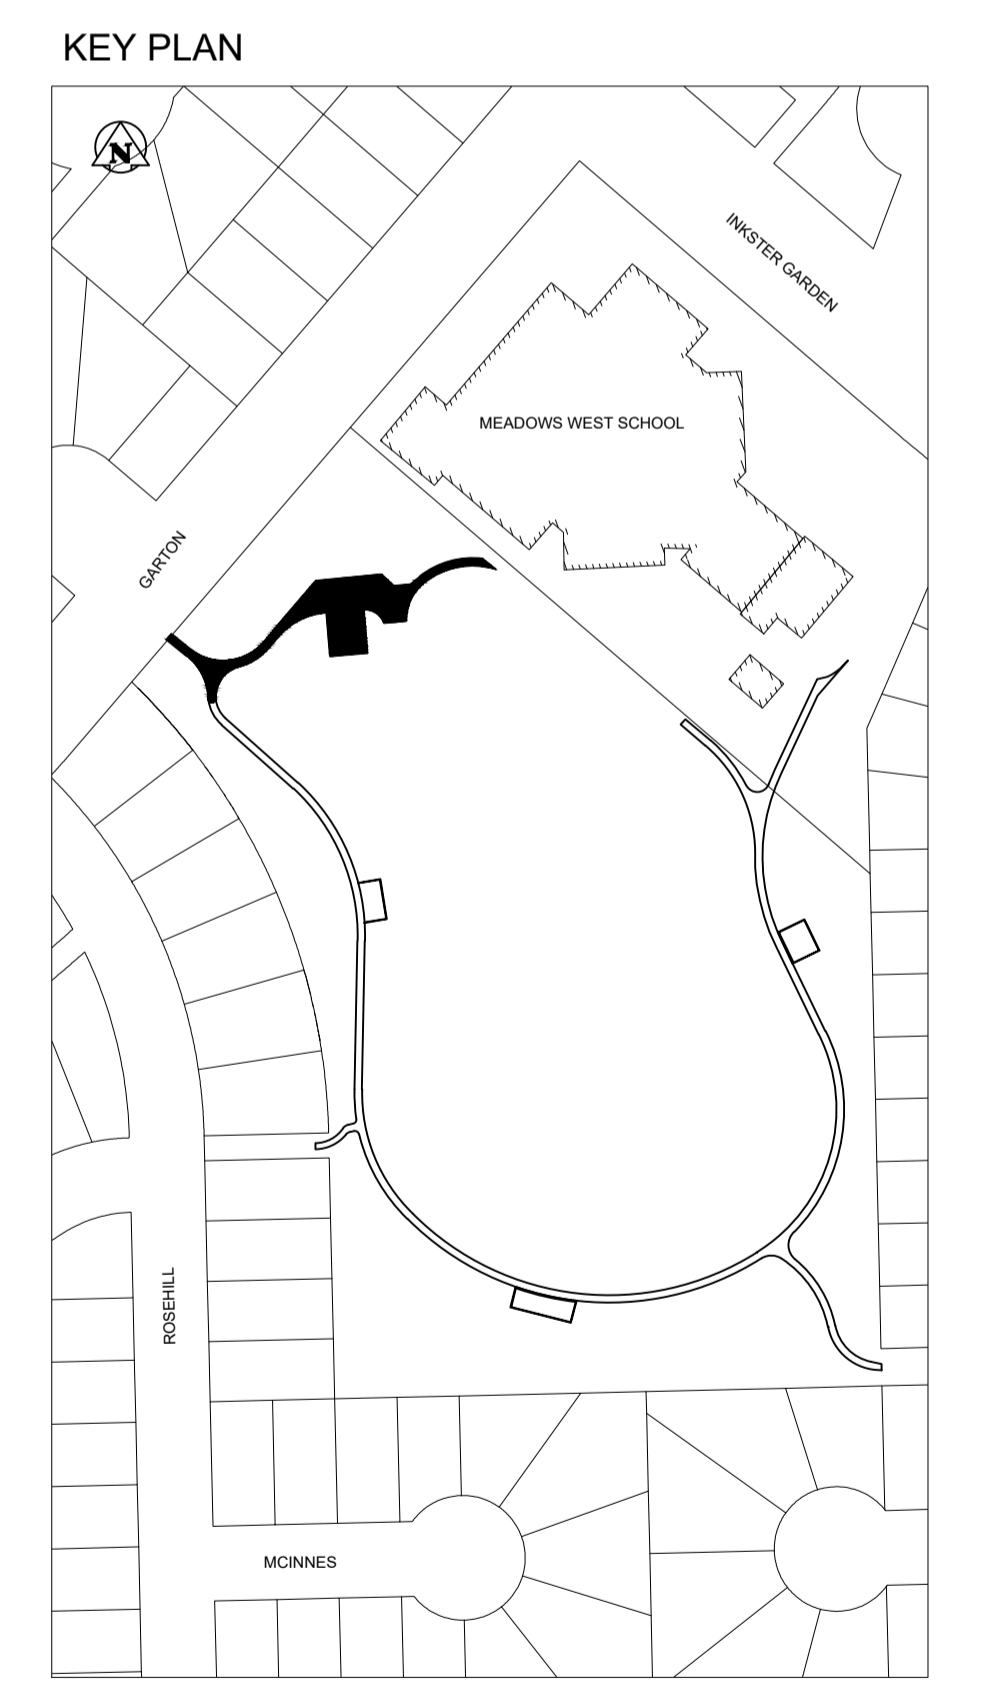 KEY PLAN
N
INKSTER GARDEN
MEADOWS WEST SCHOOL
GARTON
ROSEHILL
MCINNES